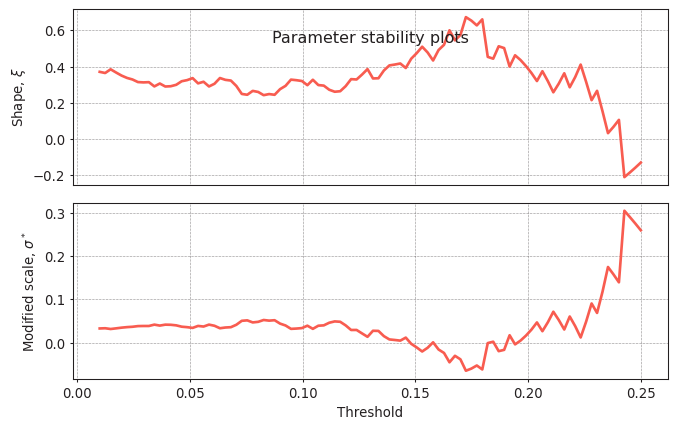 Parameter stability plots
Shape, ξ
0.6
0.4
0.2
0.0
−0.2
Modified scale, σ*
0.3
0.2
0.1
0.0
0.00 0.05 0.10 0.15 0.20 0.25
Threshold